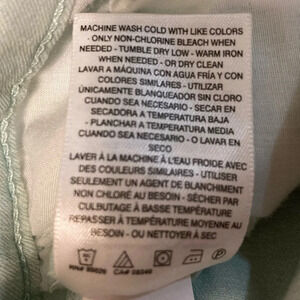 MACHINE WASH COLD WITH LIKE COLORS
- ONLY NON-CHLORINE BLEACH WHEN
NEEDED - TUMBLE DRY LOW - WARM IRON
WHEN NEEDED - OR DRY CLEAN
LAVAR A MÁQUINA CON AGUA FRÍA Y CON
COLORES SIMILARES - UTILIZAR
ÚNICAMENTE BLANQUEADOR SIN CLORO
CUANDO SEA NECESARIO - SECAR EN
SECADORA A TEMPERATURA BAJA
- PLANCHAR A TEMPERATURA MEDIA
CUANDO SEA NECESARIO - O LAVAR EN
SECO
LAVER À LA MACHINE À L'EAU FROIDE AVEC
DES COULEURS SIMILAIRES - UTILISER
SEULEMENT UN AGENT DE BLANCHIMENT
NON CHLORÉ AU BESOIN - SÉCHER PAR
CULBUTAGE À BASSE TEMPÉRATURE
REPASSER À TEMPÉRATURE MOYENNE AU
BESOIN - OU NETTOYER À SEC
CA#